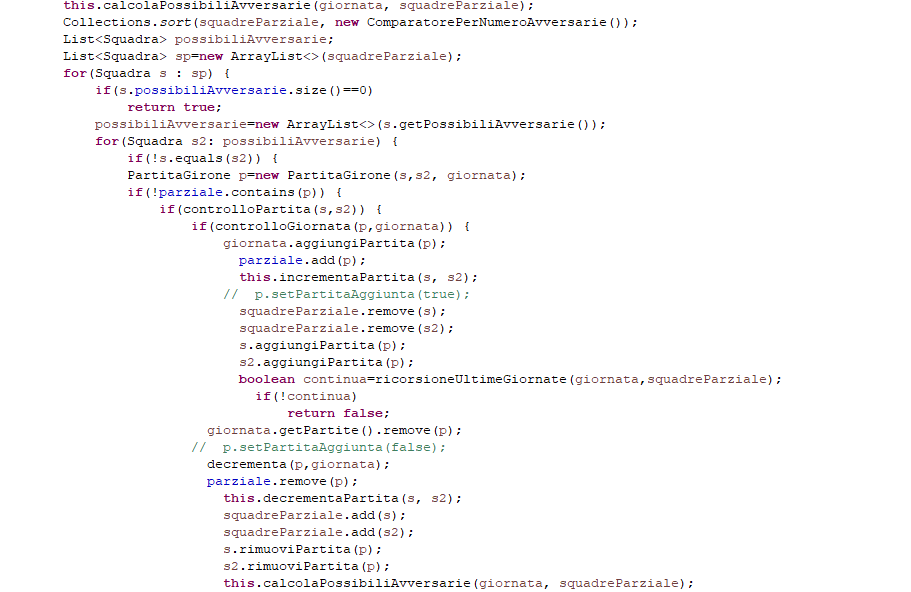 this.calcolaPossibiliAvversarie(giornata, squadreParziale);
Collections.sort(squadreParziale, new ComparatorePerNumeroAvversarie());
List<Squadra> possibiliAvversarie;
List<Squadra> sp=new ArrayList<>(squadreParziale);
for(Squadra s : sp) {
if(s.possibiliAvversarie.size()==0)
return true;
possibiliAvversarie=new ArrayList<>(s.getPossibiliAvversarie());
for(Squadra s2: possibiliAvversarie) {
if(!s.equals(s2)) {
PartitaGirone p=new PartitaGirone(s,s2, giornata);
if(!parziale.contains(p)) {
if(controlloPartita(s,s2)) {
if(controlloGiornata(p,giornata)) {
giornata.aggiungiPartita(p);
parziale.add(p);
this.incrementaPartita(s, s2);
// p.setPartitaAggiunta(true);
squadreParziale.remove(s);
squadreParziale.remove(s2);
s.aggiungiPartita(p);
s2.aggiungiPartita(p);
boolean continua=ricorsioneUltimeGiornate(giornata,squadreParziale);
if(!continua)
return false;
giornata.getPartite().remove(p);
// p.setPartitaAggiunta(false);
decrementa(p,giornata);
parziale.remove(p);
this.decrementaPartita(s, s2);
squadreParziale.add(s);
squadreParziale.add(s2);
s.rimuoviPartita(p);
s2.rimuoviPartita(p);
this.calcolaPossibiliAvversarie(giornata, squadreParziale);